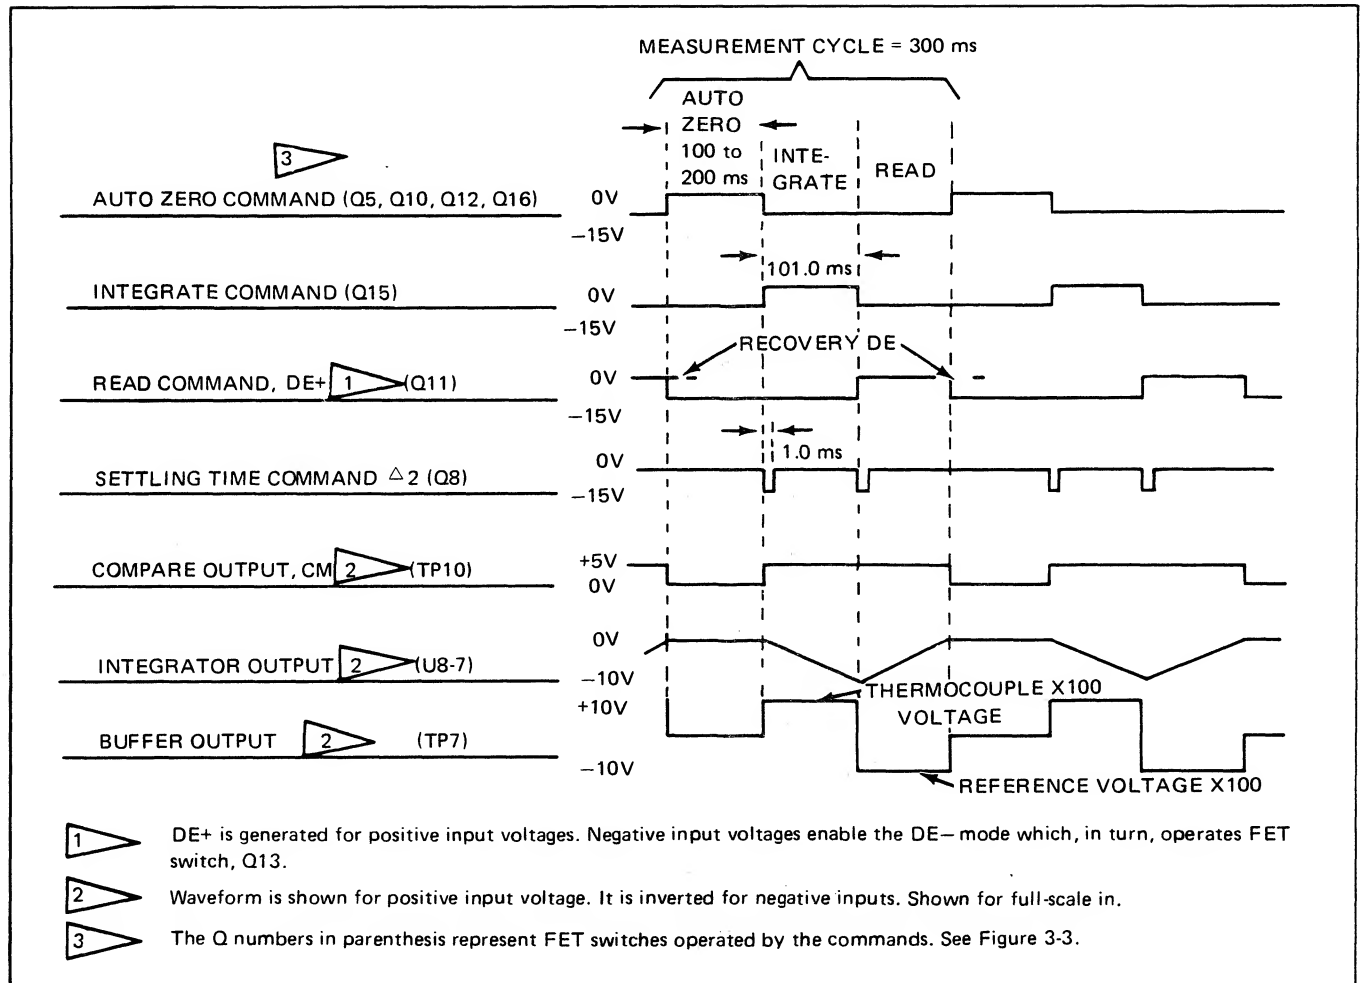 MEASUREMENT CYCLE = 300 ms
AUTO
ZERO
100 to
200 ms
INTE-
GRATE
READ
3
AUTO ZERO COMMAND (Q5, Q10, Q12, Q16)
0V
−15V
101.0 ms
INTEGRATE COMMAND (Q15)
0V
−15V
RECOVERY DE
READ COMMAND, DE+ 1 (Q11)
0V
−15V
1.0 ms
SETTLING TIME COMMAND △2 (Q8)
0V
−15V
COMPARE OUTPUT, CM 2 (TP10)
+5V
0V
INTEGRATOR OUTPUT 2 (U8-7)
0V
−10V
THERMOCOUPLE X100
VOLTAGE
BUFFER OUTPUT 2 (TP7)
+10V
−10V
REFERENCE VOLTAGE X100
1 DE+ is generated for positive input voltages. Negative input voltages enable the DE− mode which, in turn, operates FET
switch, Q13.
2 Waveform is shown for positive input voltage. It is inverted for negative inputs. Shown for full-scale in.
3 The Q numbers in parenthesis represent FET switches operated by the commands. See Figure 3-3.